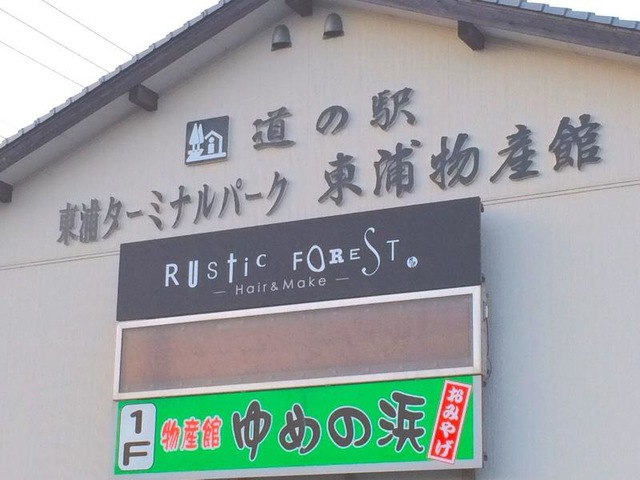 道の駅
東浦ターミナルパーク 東浦物産館
RUStic FOREST.
— Hair & Make —
1F 物産館 ゆめの浜 おみやげ